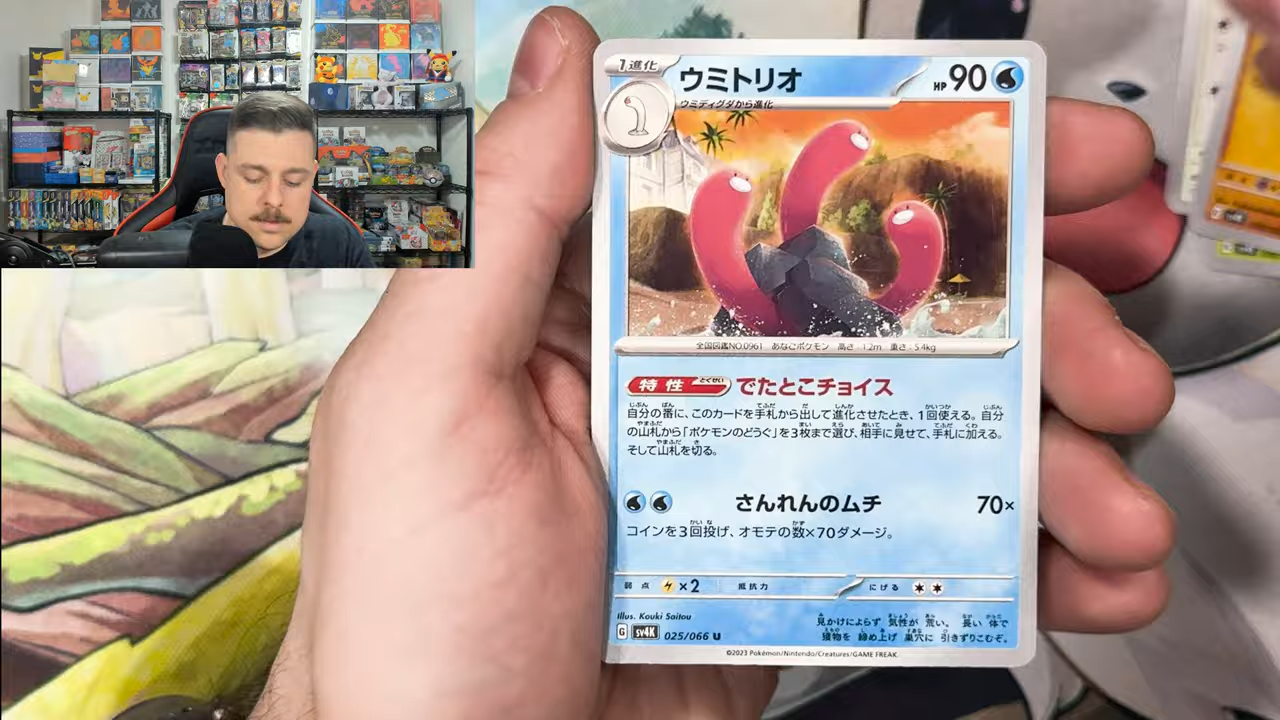 1進化
ウミトリオ
HP 90
ウミディグダから進化
全国図鑑NO.0961 あなごポケモン 高さ：1.2m 重さ：5.4kg
特性 でたとこチョイス
自分の番に、このカードを手札から出して進化させたとき、1回使える。自分
の山札から「ポケモンのどうぐ」を3枚まで選び、相手に見せて、手札に加える。
そして山札を切る。
さんれんのムチ 70×
コインを3回投げ、オモテの数×70ダメージ。
弱点 ×2 抵抗力 にげる
Illus. Kouki Saitou
G sv4K 025/066 U
見かけによらず 気性が 荒い。 長い 体で
獲物を 締め上げ 巣穴に 引きずりこむぞ。
©2023 Pokémon/Nintendo/Creatures/GAME FREAK.